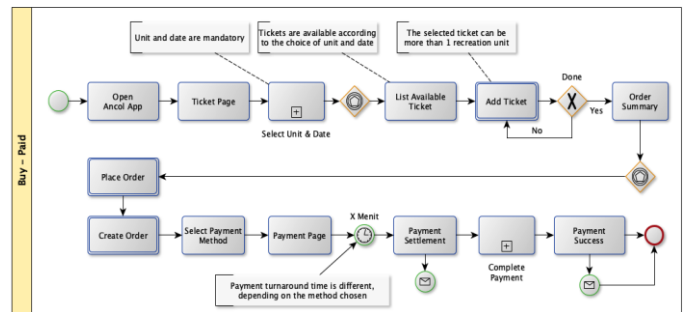 Buy – Paid
Unit and date are mandatory
Tickets are available according
to the choice of unit and date
The selected ticket can be
more than 1 recreation unit
Open
Ancol App
Ticket Page
Select Unit & Date
List Available
Ticket
Add Ticket
Done
X
No
Yes
Order
Summary
Place Order
Create Order
Select Payment
Method
Payment Page
X Menit
Payment
Settlement
Complete
Payment
Payment
Success
Payment turnaround time is different,
depending on the method chosen